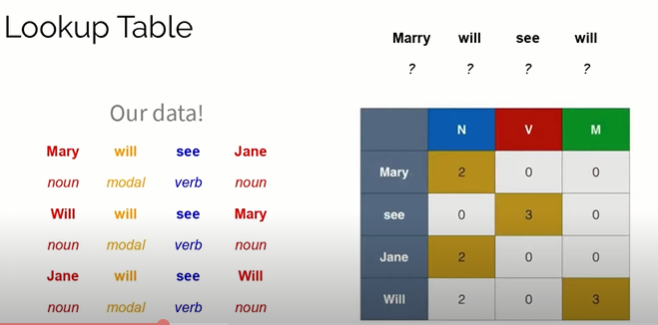 Lookup Table
Our data!
Mary will see Jane
noun modal verb noun
Will will see Mary
noun modal verb noun
Jane will see Will
noun modal verb noun
Marry will see will
? ? ? ?
N V M
Mary 2 0 0
see 0 3 0
Jane 2 0 0
Will 2 0 3